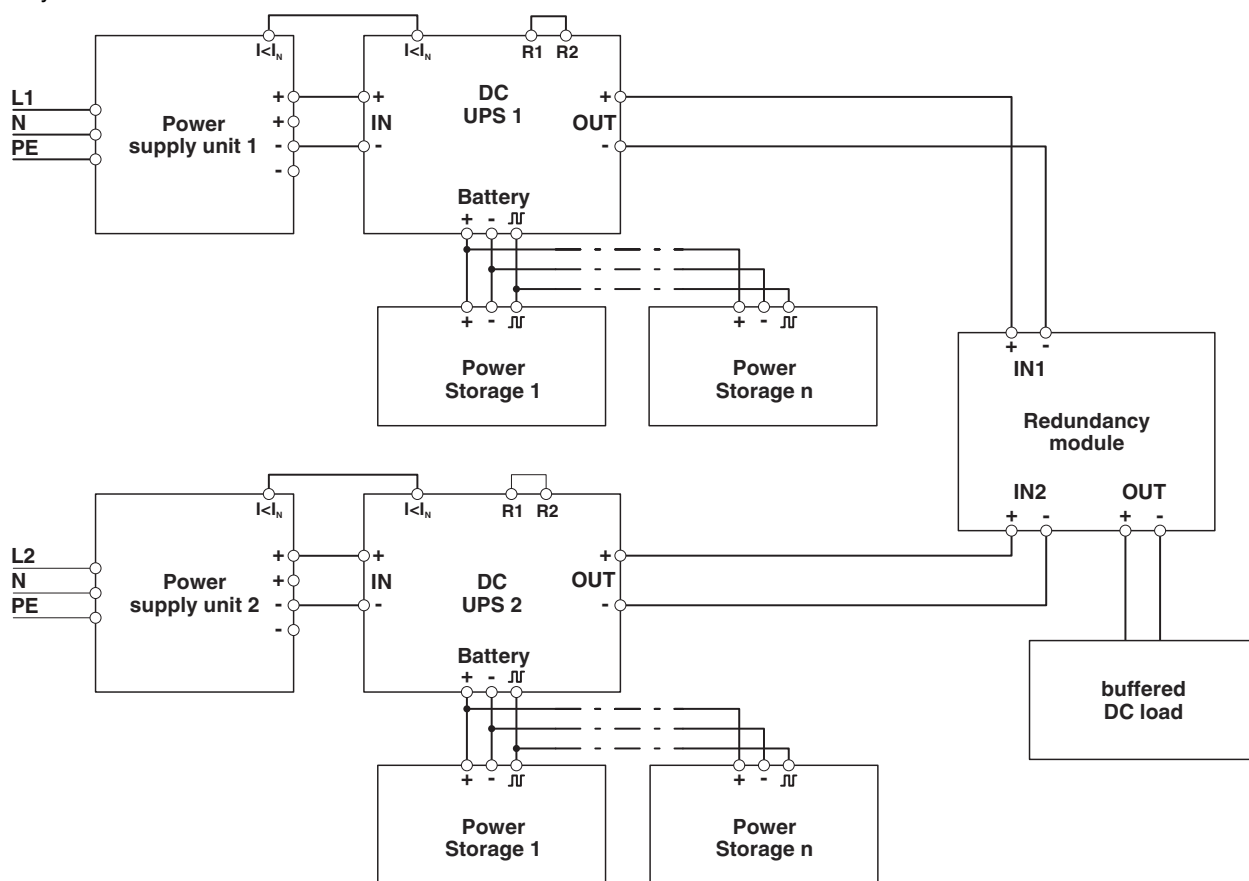 I<IN
I<IN
R1 R2
L1
N
PE
Power
supply unit 1
+
+
-
-
+
IN
-
DC
UPS 1
+
OUT
-
Battery
+ - ⎍
+ - ⎍
Power
Storage 1
+ - ⎍
Power
Storage n
+ -
IN1
Redundancy
module
IN2 OUT
+ - + -
buffered
DC load
I<IN
I<IN
R1 R2
L2
N
PE
Power
supply unit 2
+
+
-
-
+
IN
-
DC
UPS 2
+
OUT
-
Battery
+ - ⎍
+ - ⎍
Power
Storage 1
+ - ⎍
Power
Storage n